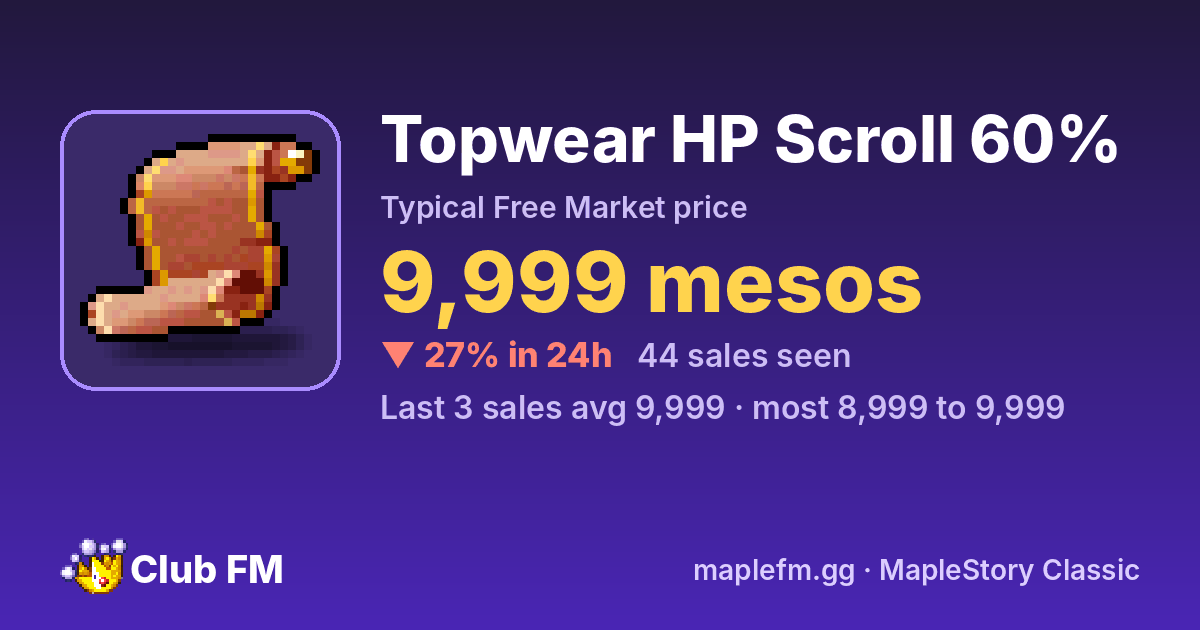 Topwear HP Scroll 60%
Typical Free Market price
9,999 mesos
▼ 27% in 24h 44 sales seen
Last 3 sales avg 9,999 · most 8,999 to 9,999
Club FM
maplefm.gg · MapleStory Classic